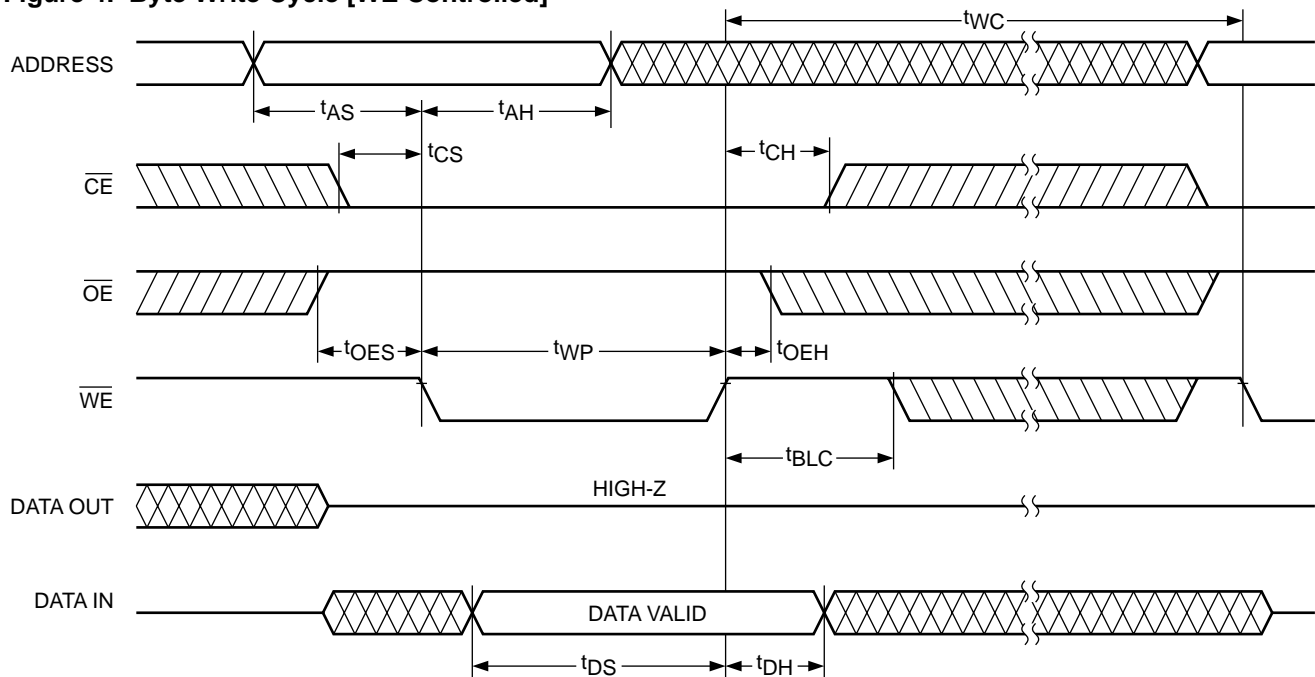 Figure 4. Byte Write Cycle [WE Controlled]
tWC
ADDRESS
tAS
tAH
tCS
tCH
CE
OE
tOES
tWP
tOEH
WE
tBLC
HIGH-Z
DATA OUT
DATA IN
DATA VALID
tDS
tDH